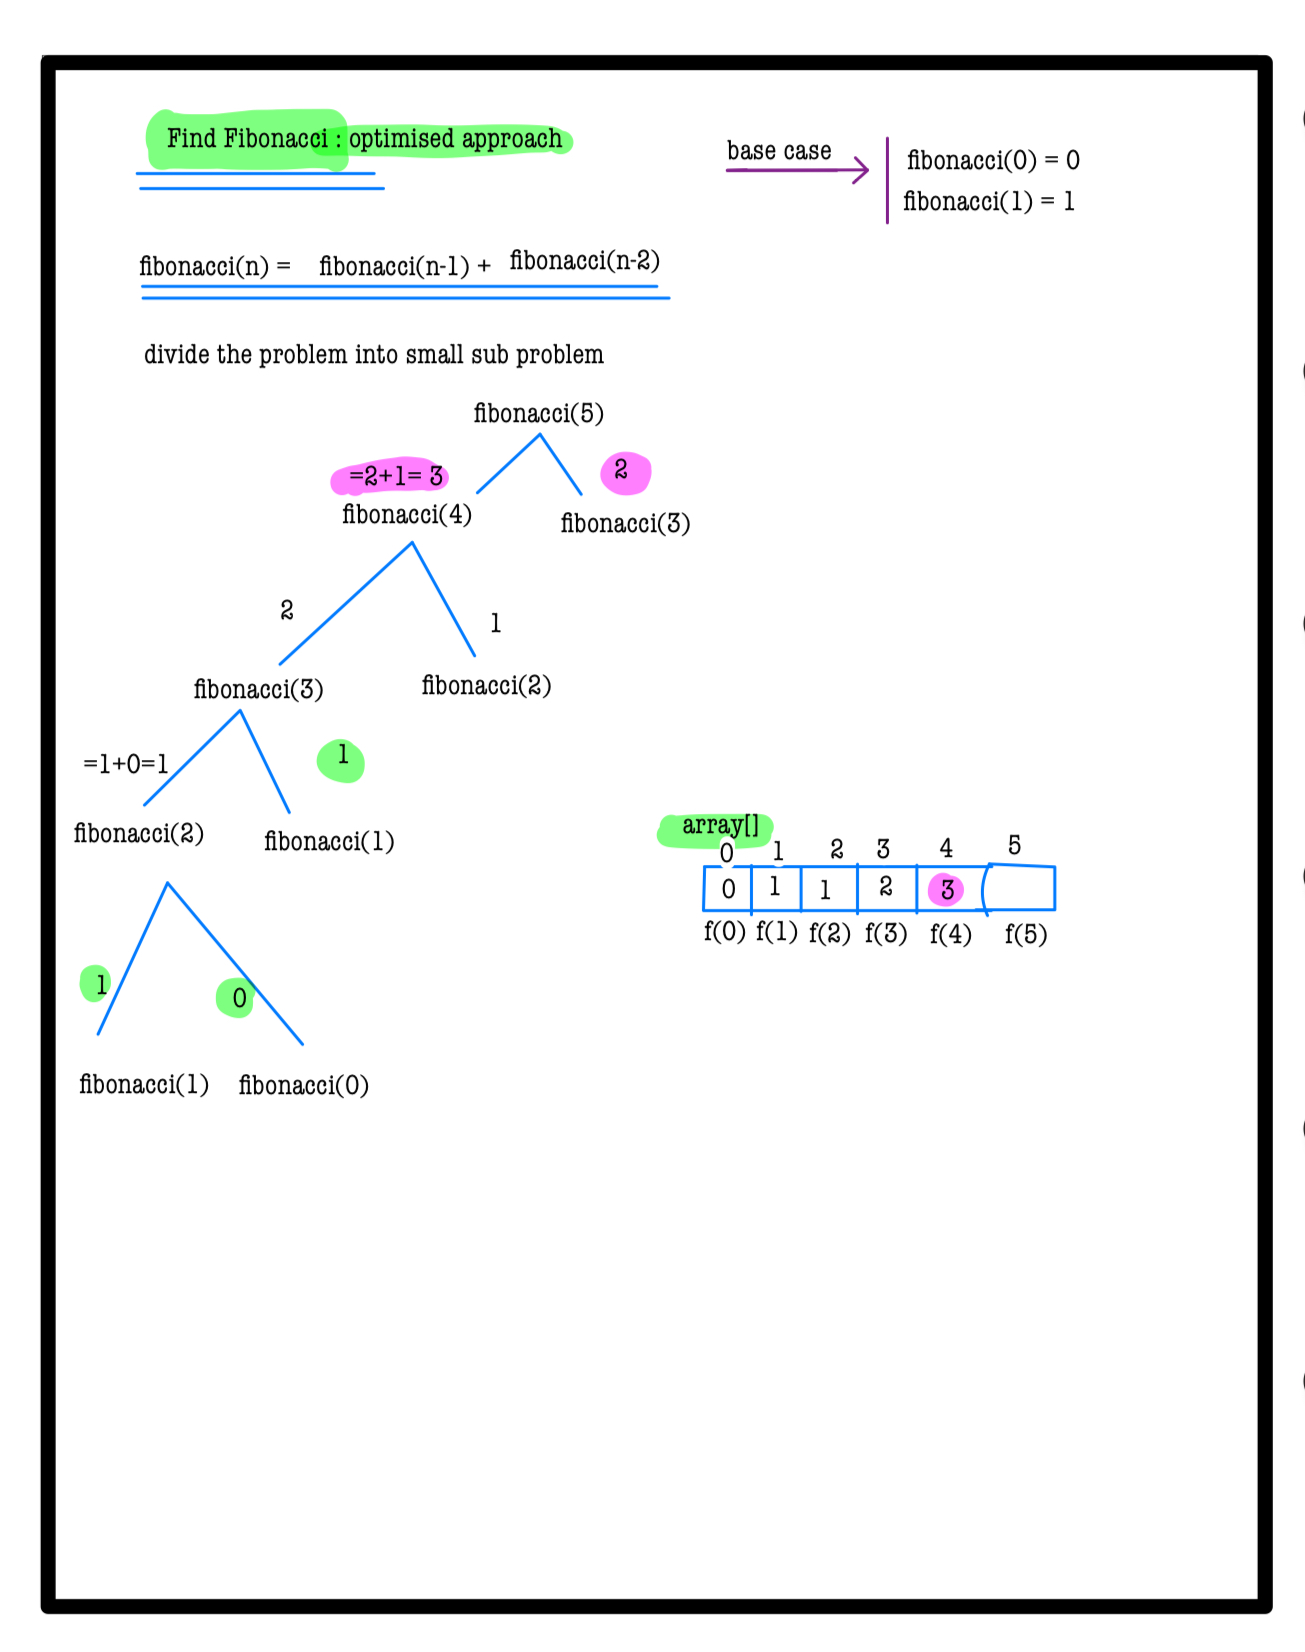 Find Fibonacci : optimised approach
base case
fibonacci(0) = 0
fibonacci(1) = 1
fibonacci(n) = fibonacci(n-1) + fibonacci(n-2)
divide the problem into small sub problem
fibonacci(5)
=2+1= 3
2
fibonacci(4)
fibonacci(3)
2
1
fibonacci(3)
fibonacci(2)
=1+0=1
1
fibonacci(2)
fibonacci(1)
1
0
fibonacci(1)
fibonacci(0)
array[]
0 1 2 3 4 5
0 1 1 2 3
f(0) f(1) f(2) f(3) f(4) f(5)